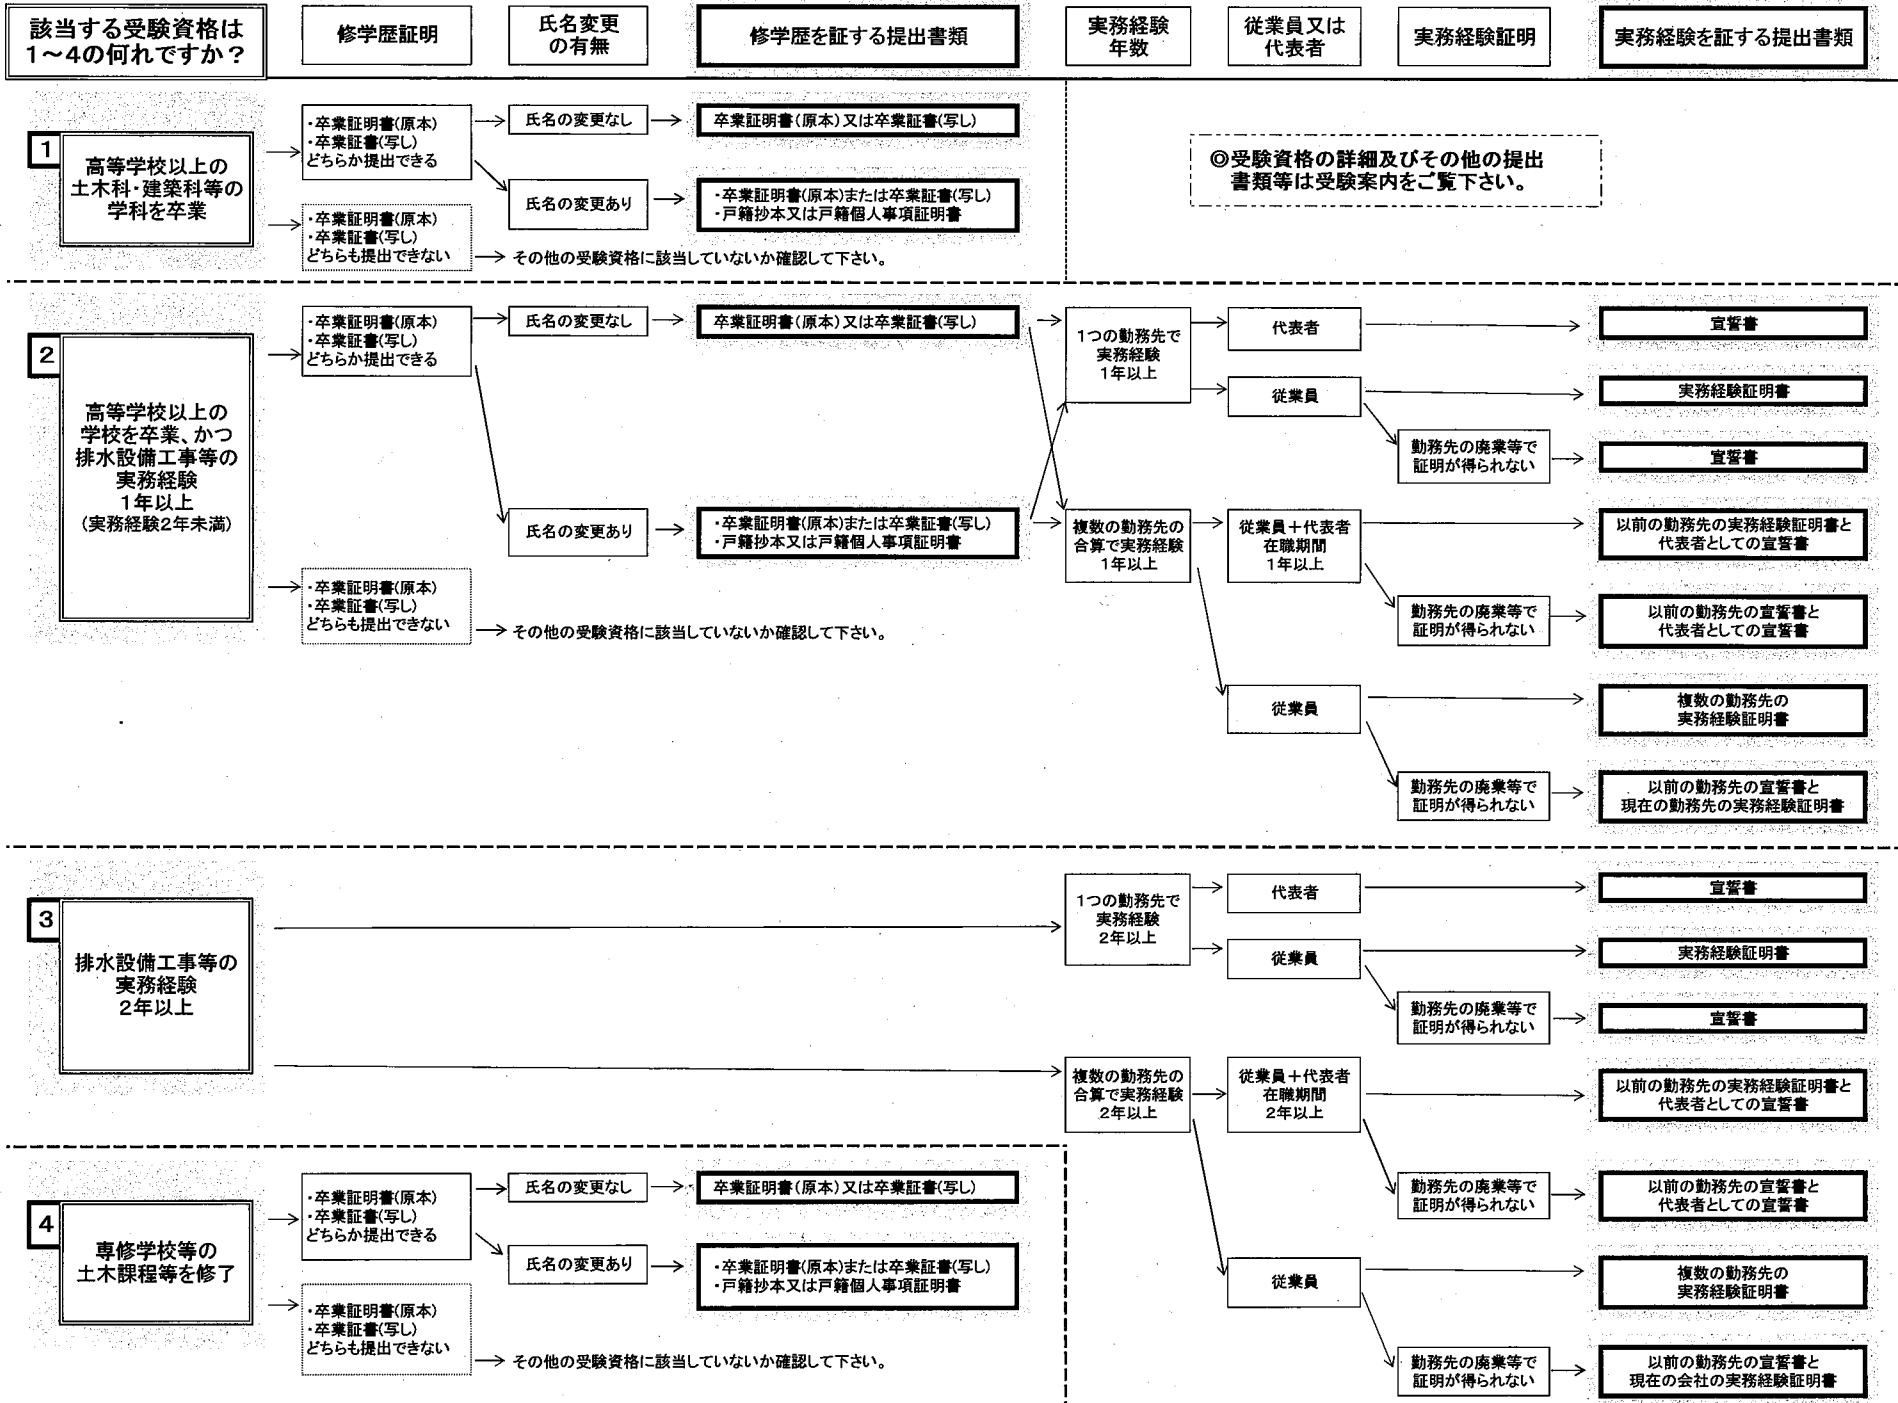 該当する受験資格は
1～4の何れですか？
修学歴証明
氏名変更
の有無
修学歴を証する提出書類
実務経験
年数
従業員又は
代表者
実務経験証明
実務経験を証する提出書類
1
高等学校以上の
土木科・建築科等の
学科を卒業
・卒業証明書(原本)
・卒業証書(写し)
どちらか提出できる
氏名の変更なし
卒業証明書(原本)又は卒業証書(写し)
氏名の変更あり
・卒業証明書(原本)または卒業証書(写し)
・戸籍抄本又は戸籍個人事項証明書
・卒業証明書(原本)
・卒業証書(写し)
どちらも提出できない
その他の受験資格に該当していないか確認して下さい。
◎受験資格の詳細及びその他の提出
書類等は受験案内をご覧下さい。
2
高等学校以上の
学校を卒業、かつ
排水設備工事等の
実務経験
1年以上
(実務経験2年未満)
・卒業証明書(原本)
・卒業証書(写し)
どちらか提出できる
氏名の変更なし
卒業証明書(原本)又は卒業証書(写し)
氏名の変更あり
・卒業証明書(原本)または卒業証書(写し)
・戸籍抄本又は戸籍個人事項証明書
・卒業証明書(原本)
・卒業証書(写し)
どちらも提出できない
その他の受験資格に該当していないか確認して下さい。
1つの勤務先で
実務経験
1年以上
代表者
宣誓書
従業員
実務経験証明書
勤務先の廃業等で
証明が得られない
宣誓書
複数の勤務先の
合算で実務経験
1年以上
従業員＋代表者
在職期間
1年以上
以前の勤務先の実務経験証明書と
代表者としての宣誓書
勤務先の廃業等で
証明が得られない
以前の勤務先の宣誓書と
代表者としての宣誓書
従業員
複数の勤務先の
実務経験証明書
勤務先の廃業等で
証明が得られない
以前の勤務先の宣誓書と
現在の勤務先の実務経験証明書
3
排水設備工事等の
実務経験
2年以上
1つの勤務先で
実務経験
2年以上
代表者
宣誓書
従業員
実務経験証明書
勤務先の廃業等で
証明が得られない
宣誓書
複数の勤務先の
合算で実務経験
2年以上
従業員＋代表者
在職期間
2年以上
以前の勤務先の実務経験証明書と
代表者としての宣誓書
勤務先の廃業等で
証明が得られない
以前の勤務先の宣誓書と
代表者としての宣誓書
従業員
複数の勤務先の
実務経験証明書
勤務先の廃業等で
証明が得られない
以前の勤務先の宣誓書と
現在の会社の実務経験証明書
4
専修学校等の
土木課程等を修了
・卒業証明書(原本)
・卒業証書(写し)
どちらか提出できる
氏名の変更なし
卒業証明書(原本)又は卒業証書(写し)
氏名の変更あり
・卒業証明書(原本)または卒業証書(写し)
・戸籍抄本又は戸籍個人事項証明書
・卒業証明書(原本)
・卒業証書(写し)
どちらも提出できない
その他の受験資格に該当していないか確認して下さい。